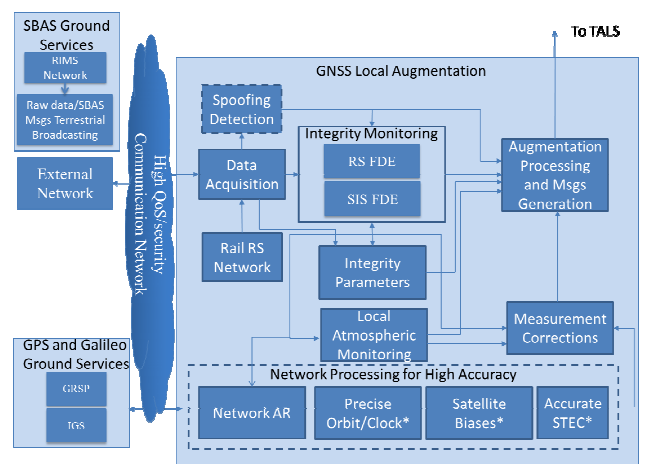 SBAS Ground
Services
RIMS
Network
Raw data/SBAS
Msgs Terrestrial
Broadcasting
External
Network
GPS and Galileo
Ground Services
GRSP
IGS
High QoS/security
Communication Network
To TALS
GNSS Local Augmentation
Spoofing
Detection
Integrity Monitoring
RS FDE
SIS FDE
Data
Acquisition
Augmentation
Processing
and Msgs
Generation
Rail RS
Network
Integrity
Parameters
Local
Atmospheric
Monitoring
Measurement
Corrections
Network Processing for High Accuracy
Network AR
Precise
Orbit/Clock*
Satellite
Biases*
Accurate
STEC*